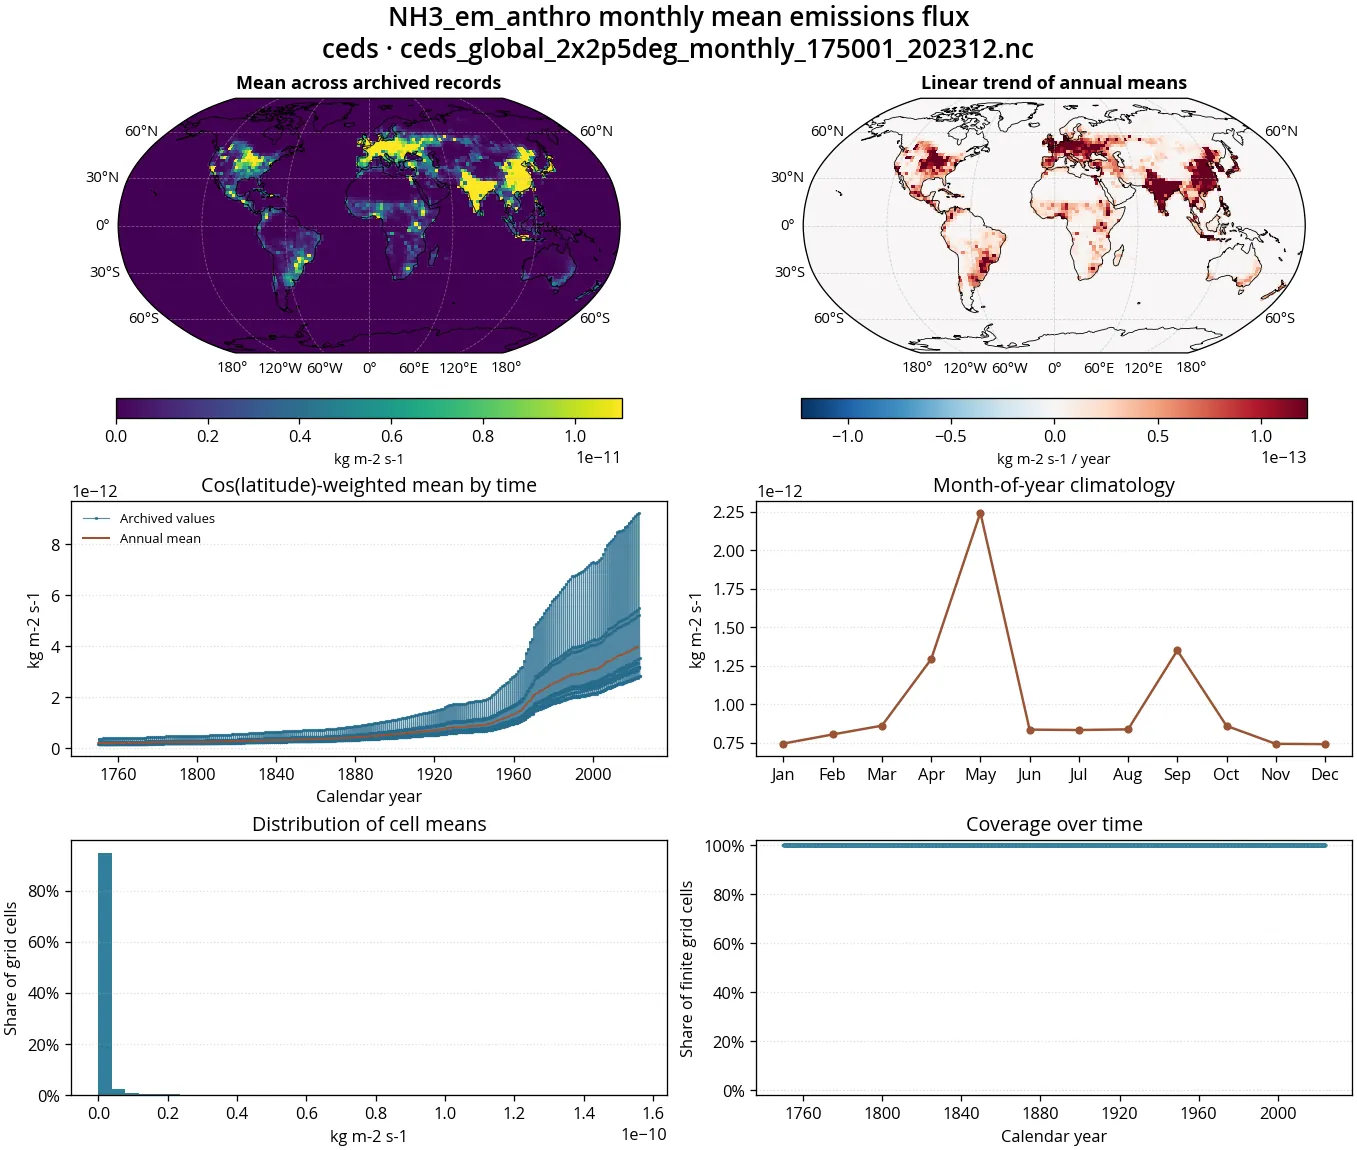 NH3_em_anthro monthly mean emissions flux
ceds · ceds_global_2x2p5deg_monthly_175001_202312.nc
Mean across archived records
60°N
60°N
30°N
0°
30°S
60°S
60°S
180° 120°W 60°W 0° 60°E 120°E 180°
0.0 0.2 0.4 0.6 0.8 1.0
kg m-2 s-1
1e−11
Linear trend of annual means
60°N
60°N
30°N
0°
30°S
60°S
60°S
180° 120°W 60°W 0° 60°E 120°E 180°
−1.0 −0.5 0.0 0.5 1.0
kg m-2 s-1 / year
1e−13
Cos(latitude)-weighted mean by time
1e−12
Archived values
Annual mean
8
6
4
2
0
kg m-2 s-1
1760 1800 1840 1880 1920 1960 2000
Calendar year
Month-of-year climatology
1e−12
2.25
2.00
1.75
1.50
1.25
1.00
0.75
kg m-2 s-1
Jan Feb Mar Apr May Jun Jul Aug Sep Oct Nov Dec
Distribution of cell means
80%
60%
40%
20%
0%
Share of grid cells
0.0 0.2 0.4 0.6 0.8 1.0 1.2 1.4 1.6
kg m-2 s-1
1e−10
Coverage over time
100%
80%
60%
40%
20%
0%
Share of finite grid cells
1760 1800 1840 1880 1920 1960 2000
Calendar year